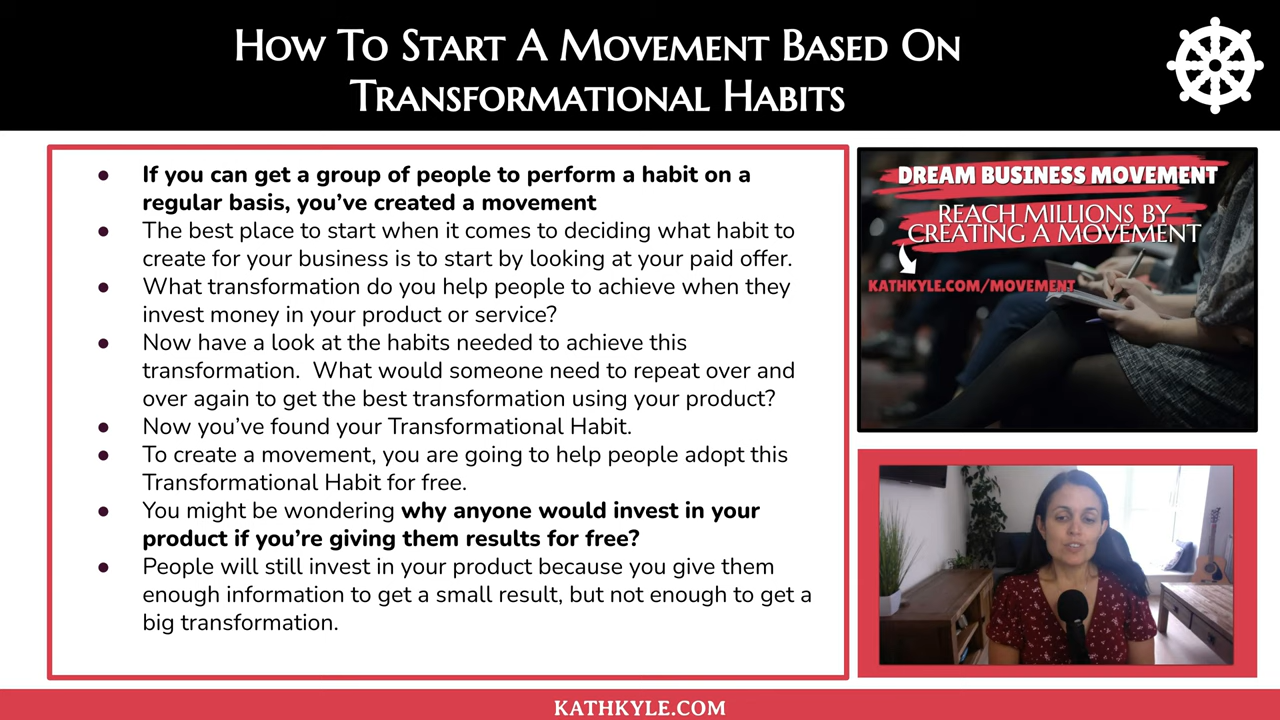 How To Start A Movement Based On
Transformational Habits
● If you can get a group of people to perform a habit on a
regular basis, you’ve created a movement
● The best place to start when it comes to deciding what habit to
create for your business is to start by looking at your paid offer.
● What transformation do you help people to achieve when they
invest money in your product or service?
● Now have a look at the habits needed to achieve this
transformation.  What would someone need to repeat over and
over again to get the best transformation using your product?
● Now you’ve found your Transformational Habit.
● To create a movement, you are going to help people adopt this
Transformational Habit for free.
● You might be wondering why anyone would invest in your
product if you’re giving them results for free?
● People will still invest in your product because you give them
enough information to get a small result, but not enough to get a
big transformation.
DREAM BUSINESS MOVEMENT
REACH MILLIONS BY
CREATING A MOVEMENT
KATHKYLE.COM/MOVEMENT
KATHKYLE.COM